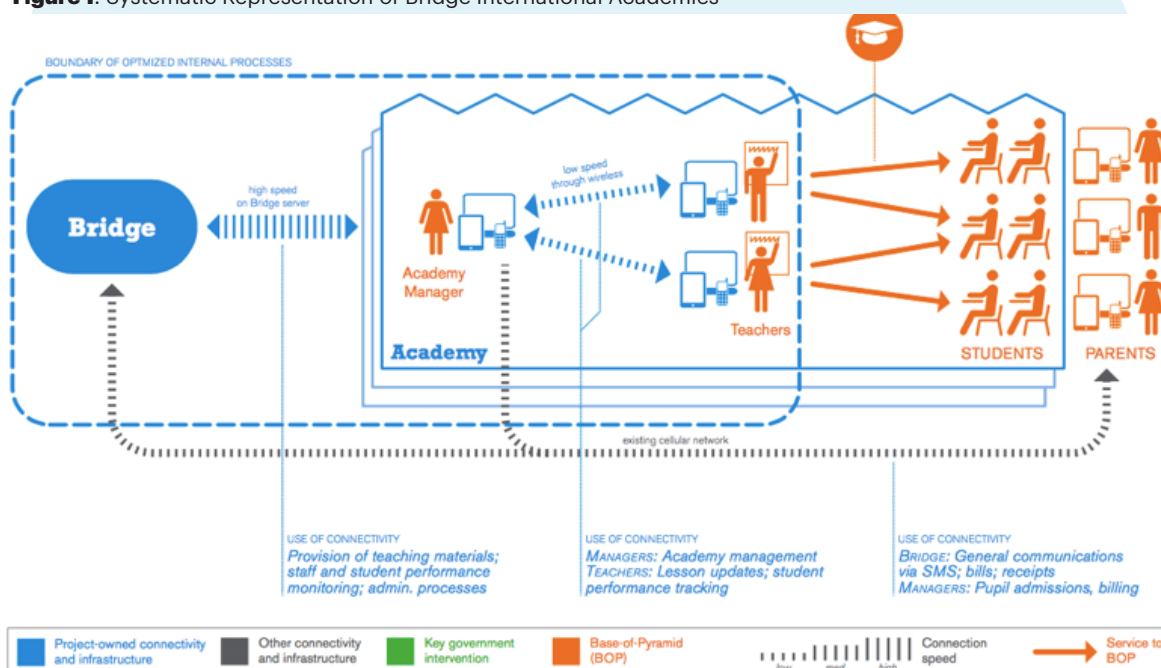 Figure 1: Systematic Representation of Bridge International Academies
BOUNDARY OF OPTMIZED INTERNAL PROCESSES
high speed
on Bridge server
Bridge
low speed
through wireless
Academy
Manager
Teachers
Academy
STUDENTS
PARENTS
existing cellular network
USE OF CONNECTIVITY
Provision of teaching materials;
staff and student performance
monitoring; admin. processes
USE OF CONNECTIVITY
MANAGERS: Academy management
TEACHERS: Lesson updates; student
performance tracking
USE OF CONNECTIVITY
BRIDGE: General communications
via SMS; bills; receipts
MANAGERS: Pupil admissions, billing
Project-owned connectivity
and infrastructure
Other connectivity
and infrastructure
Key government
intervention
Base-of-Pyramid
(BOP)
low med high
Connection
speed
Service to
BOP